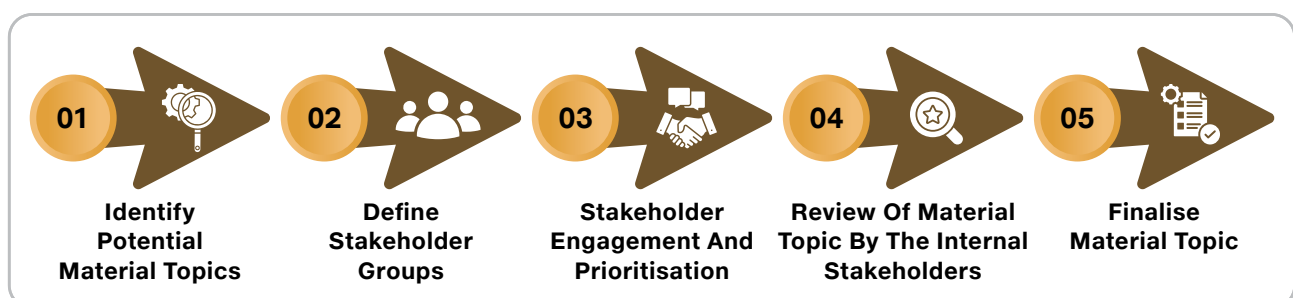 01
Identify
Potential
Material Topics
02
Define
Stakeholder
Groups
03
Stakeholder
Engagement And
Prioritisation
04
Review Of Material
Topic By The Internal
Stakeholders
05
Finalise
Material Topic